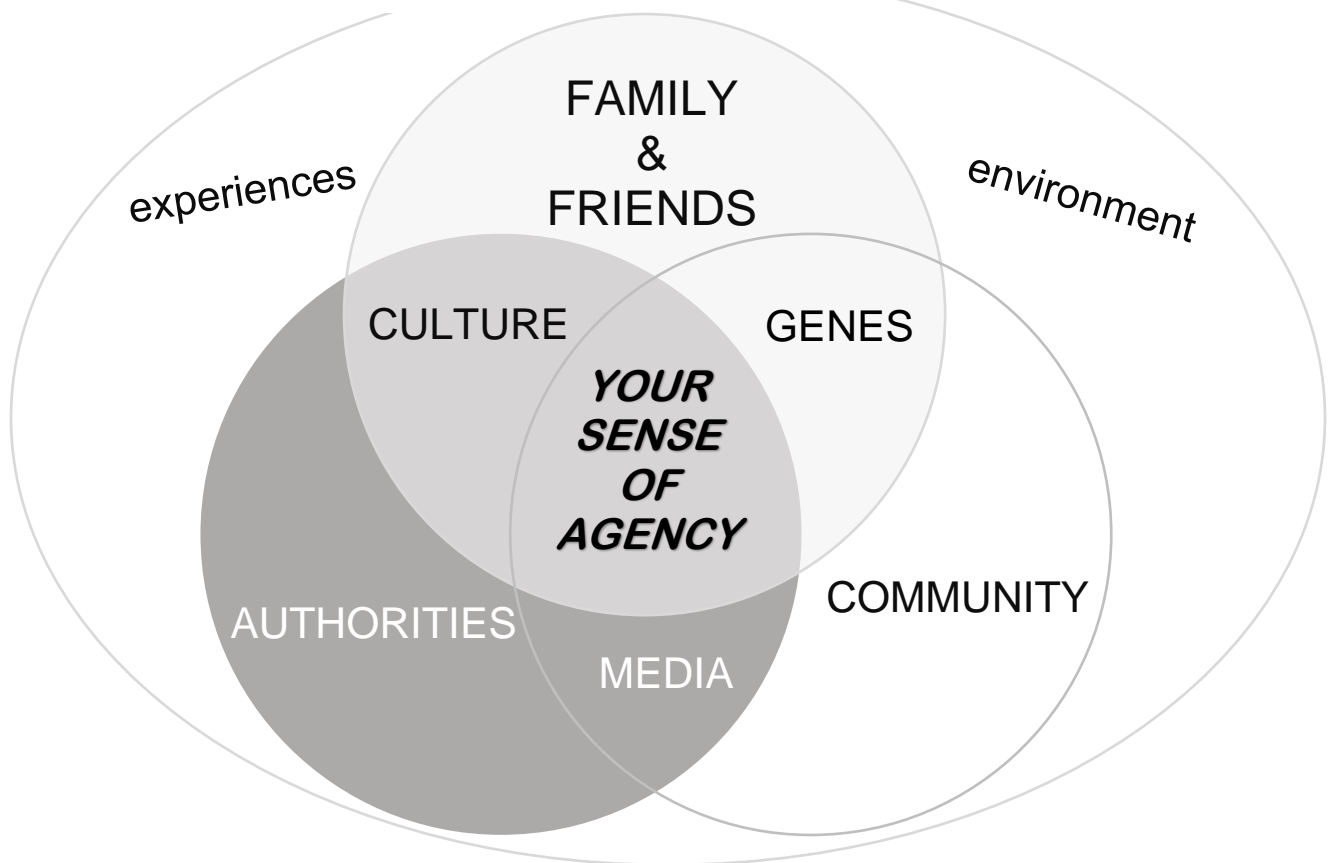 FAMILY
&
FRIENDS
experiences
environment
CULTURE
GENES
YOUR
SENSE
OF
AGENCY
AUTHORITIES
COMMUNITY
MEDIA